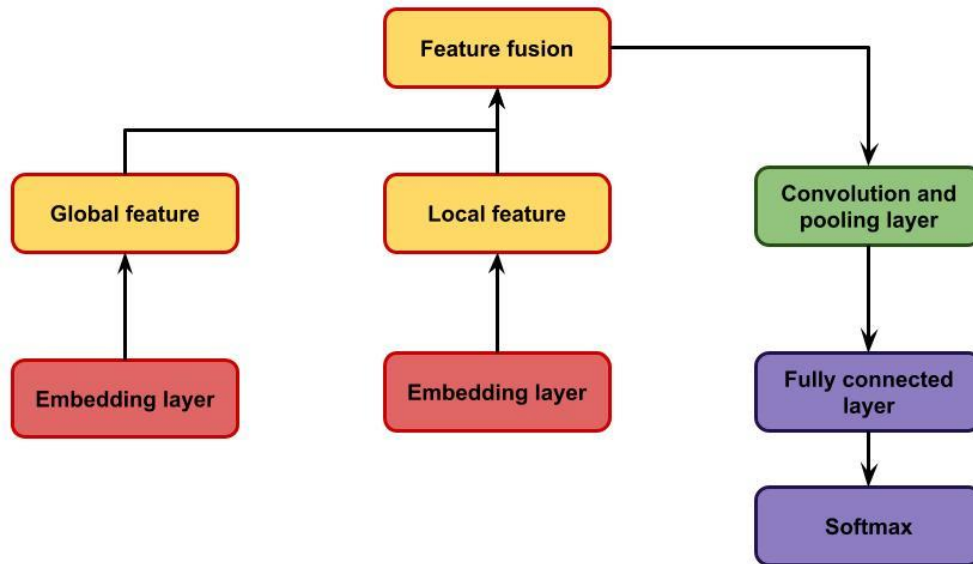 Feature fusion
Global feature
Local feature
Convolution and
pooling layer
Embedding layer
Embedding layer
Fully connected
layer
Softmax